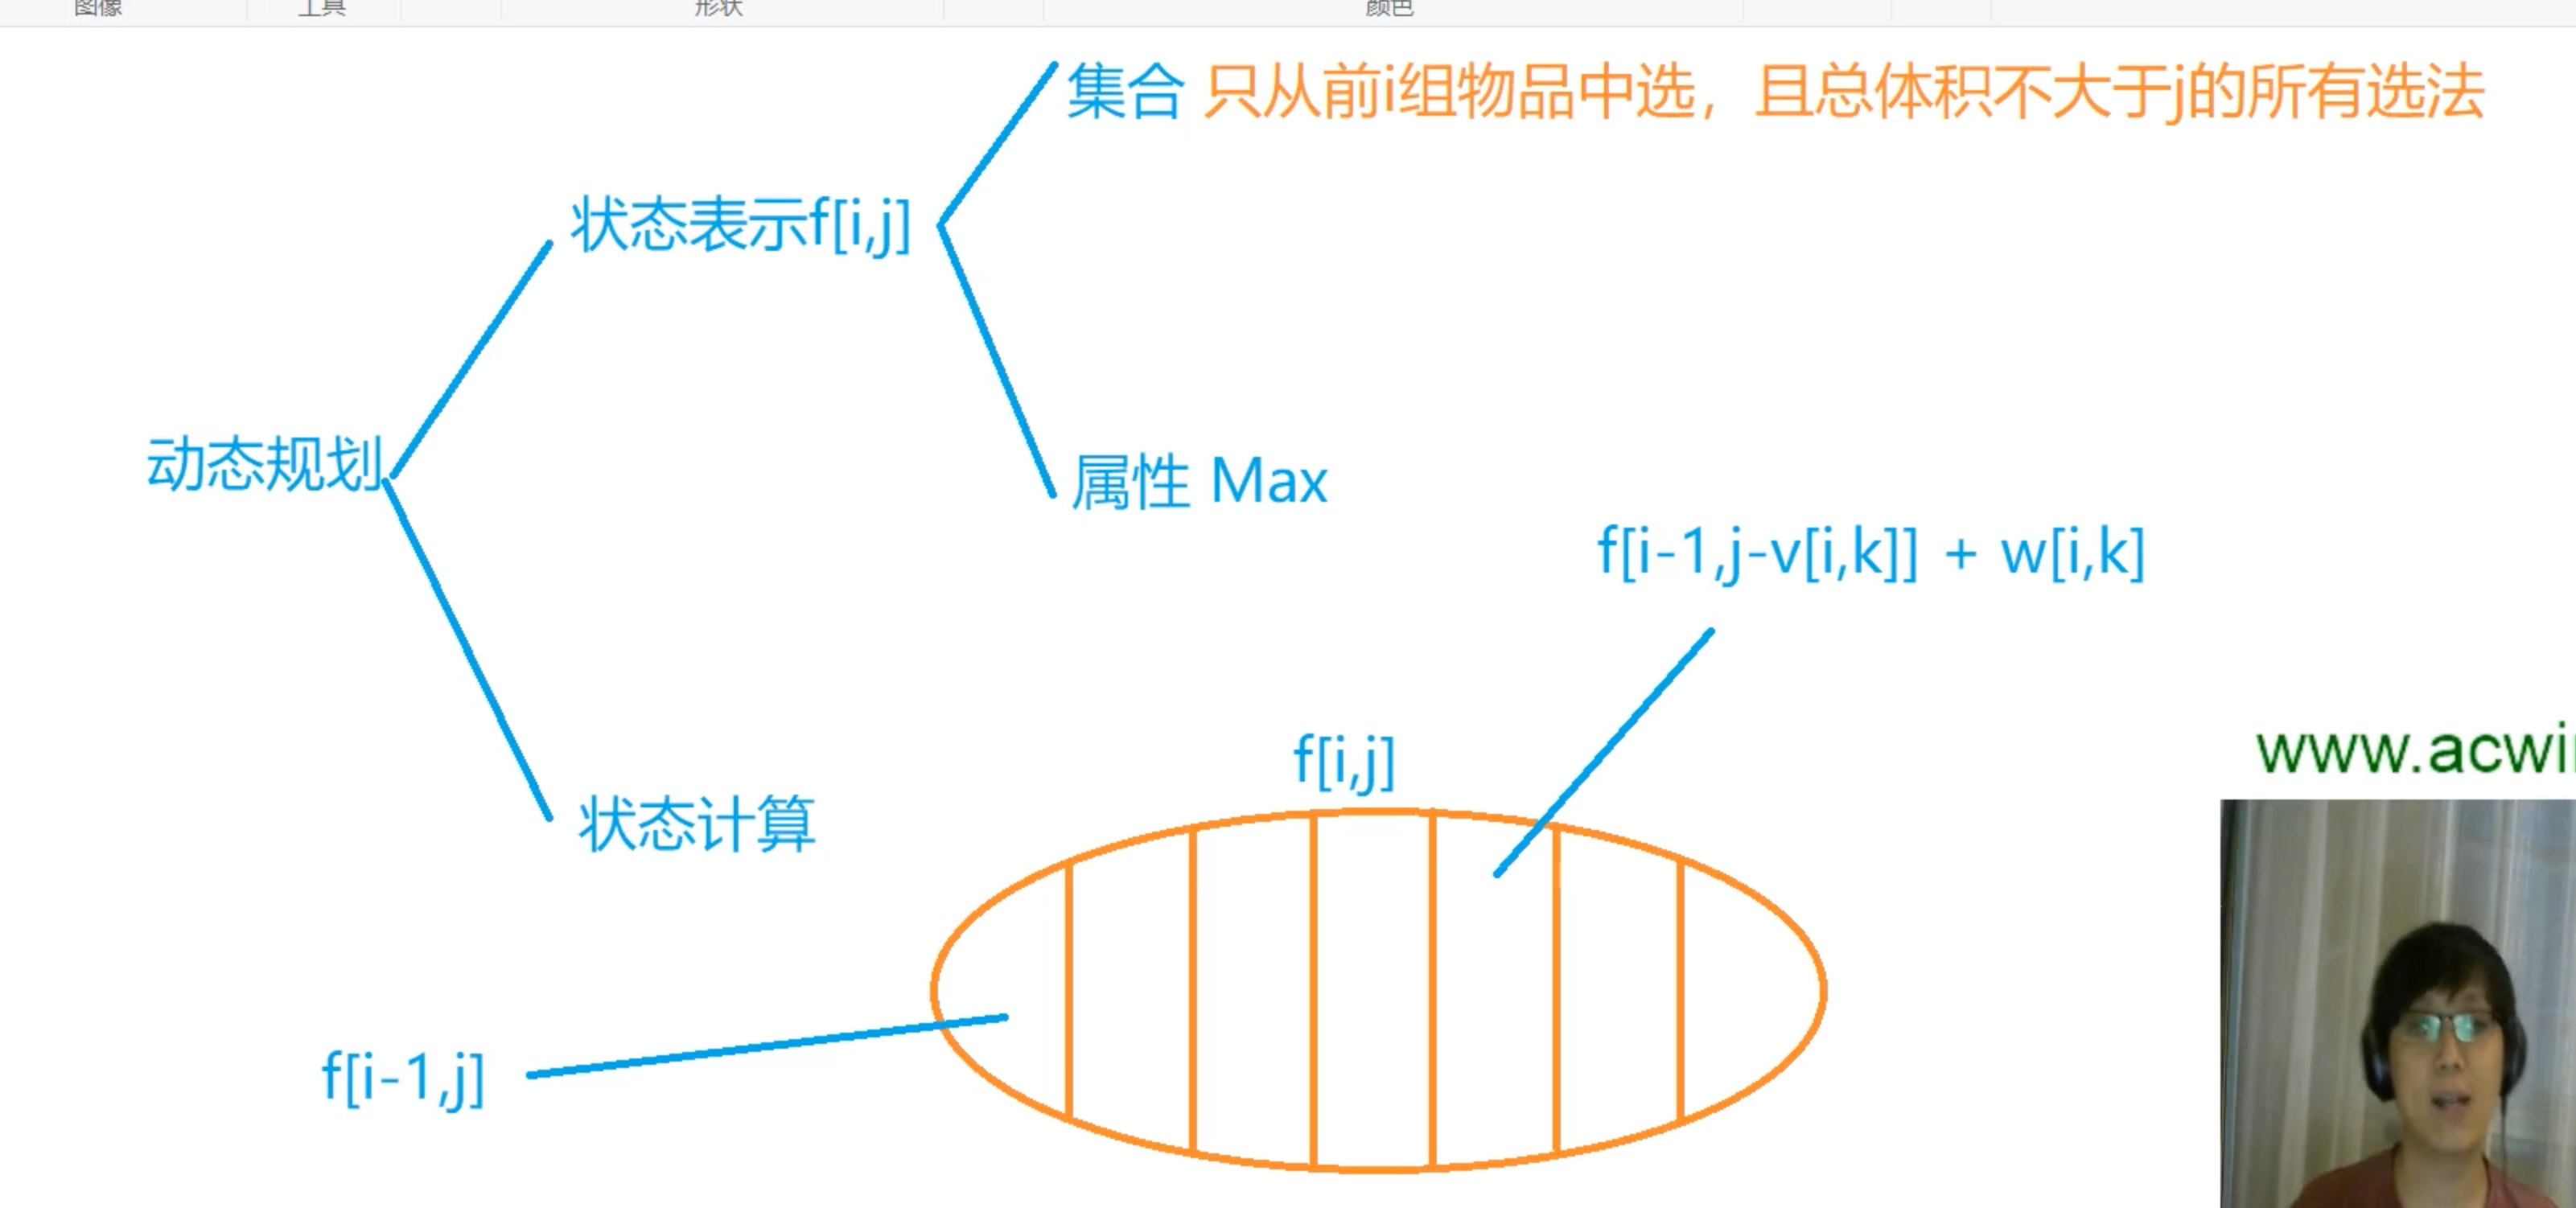 图像 工具 形状 颜色
集合 只从前i组物品中选，且总体积不大于j的所有选法
状态表示f[i,j]
动态规划
属性 Max
f[i-1,j-v[i,k]] + w[i,k]
f[i,j]
www.acwi
状态计算
f[i-1,j]